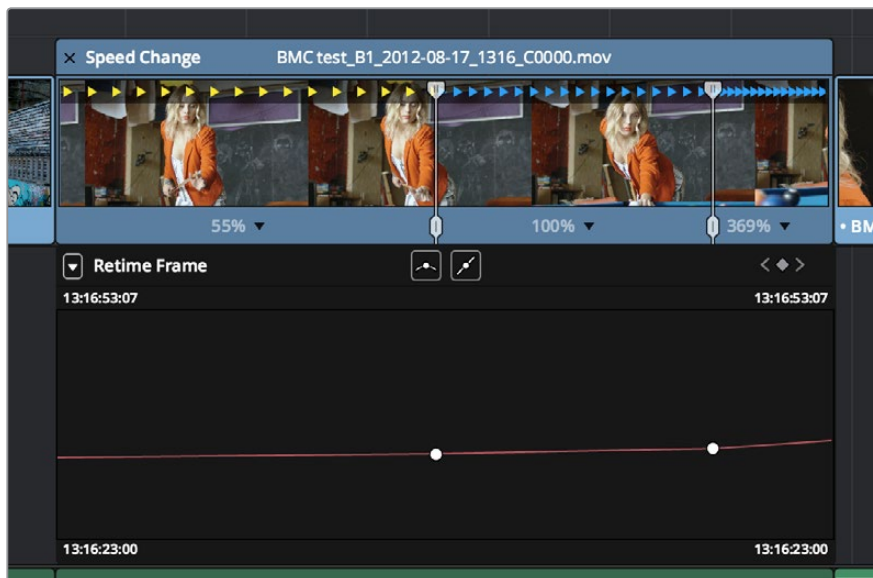 × Speed Change BMC test_B1_2012-08-17_1316_C0000.mov
55% 100% 369% • BM
Retime Frame
13:16:53:07 13:16:53:07
13:16:23:00 13:16:23:00